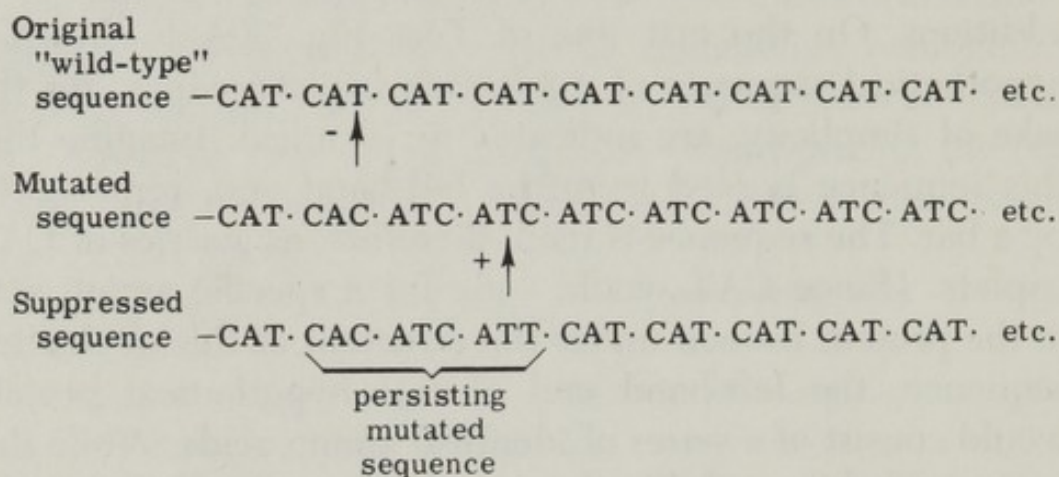 Original
"wild-type"
sequence –CAT· CAT· CAT· CAT· CAT· CAT· CAT· CAT· CAT· etc.
-
Mutated
sequence –CAT· CAC· ATC· ATC· ATC· ATC· ATC· ATC· ATC· etc.
+
Suppressed
sequence –CAT· CAC· ATC· ATT· CAT· CAT· CAT· CAT· CAT· etc.
persisting
mutated
sequence